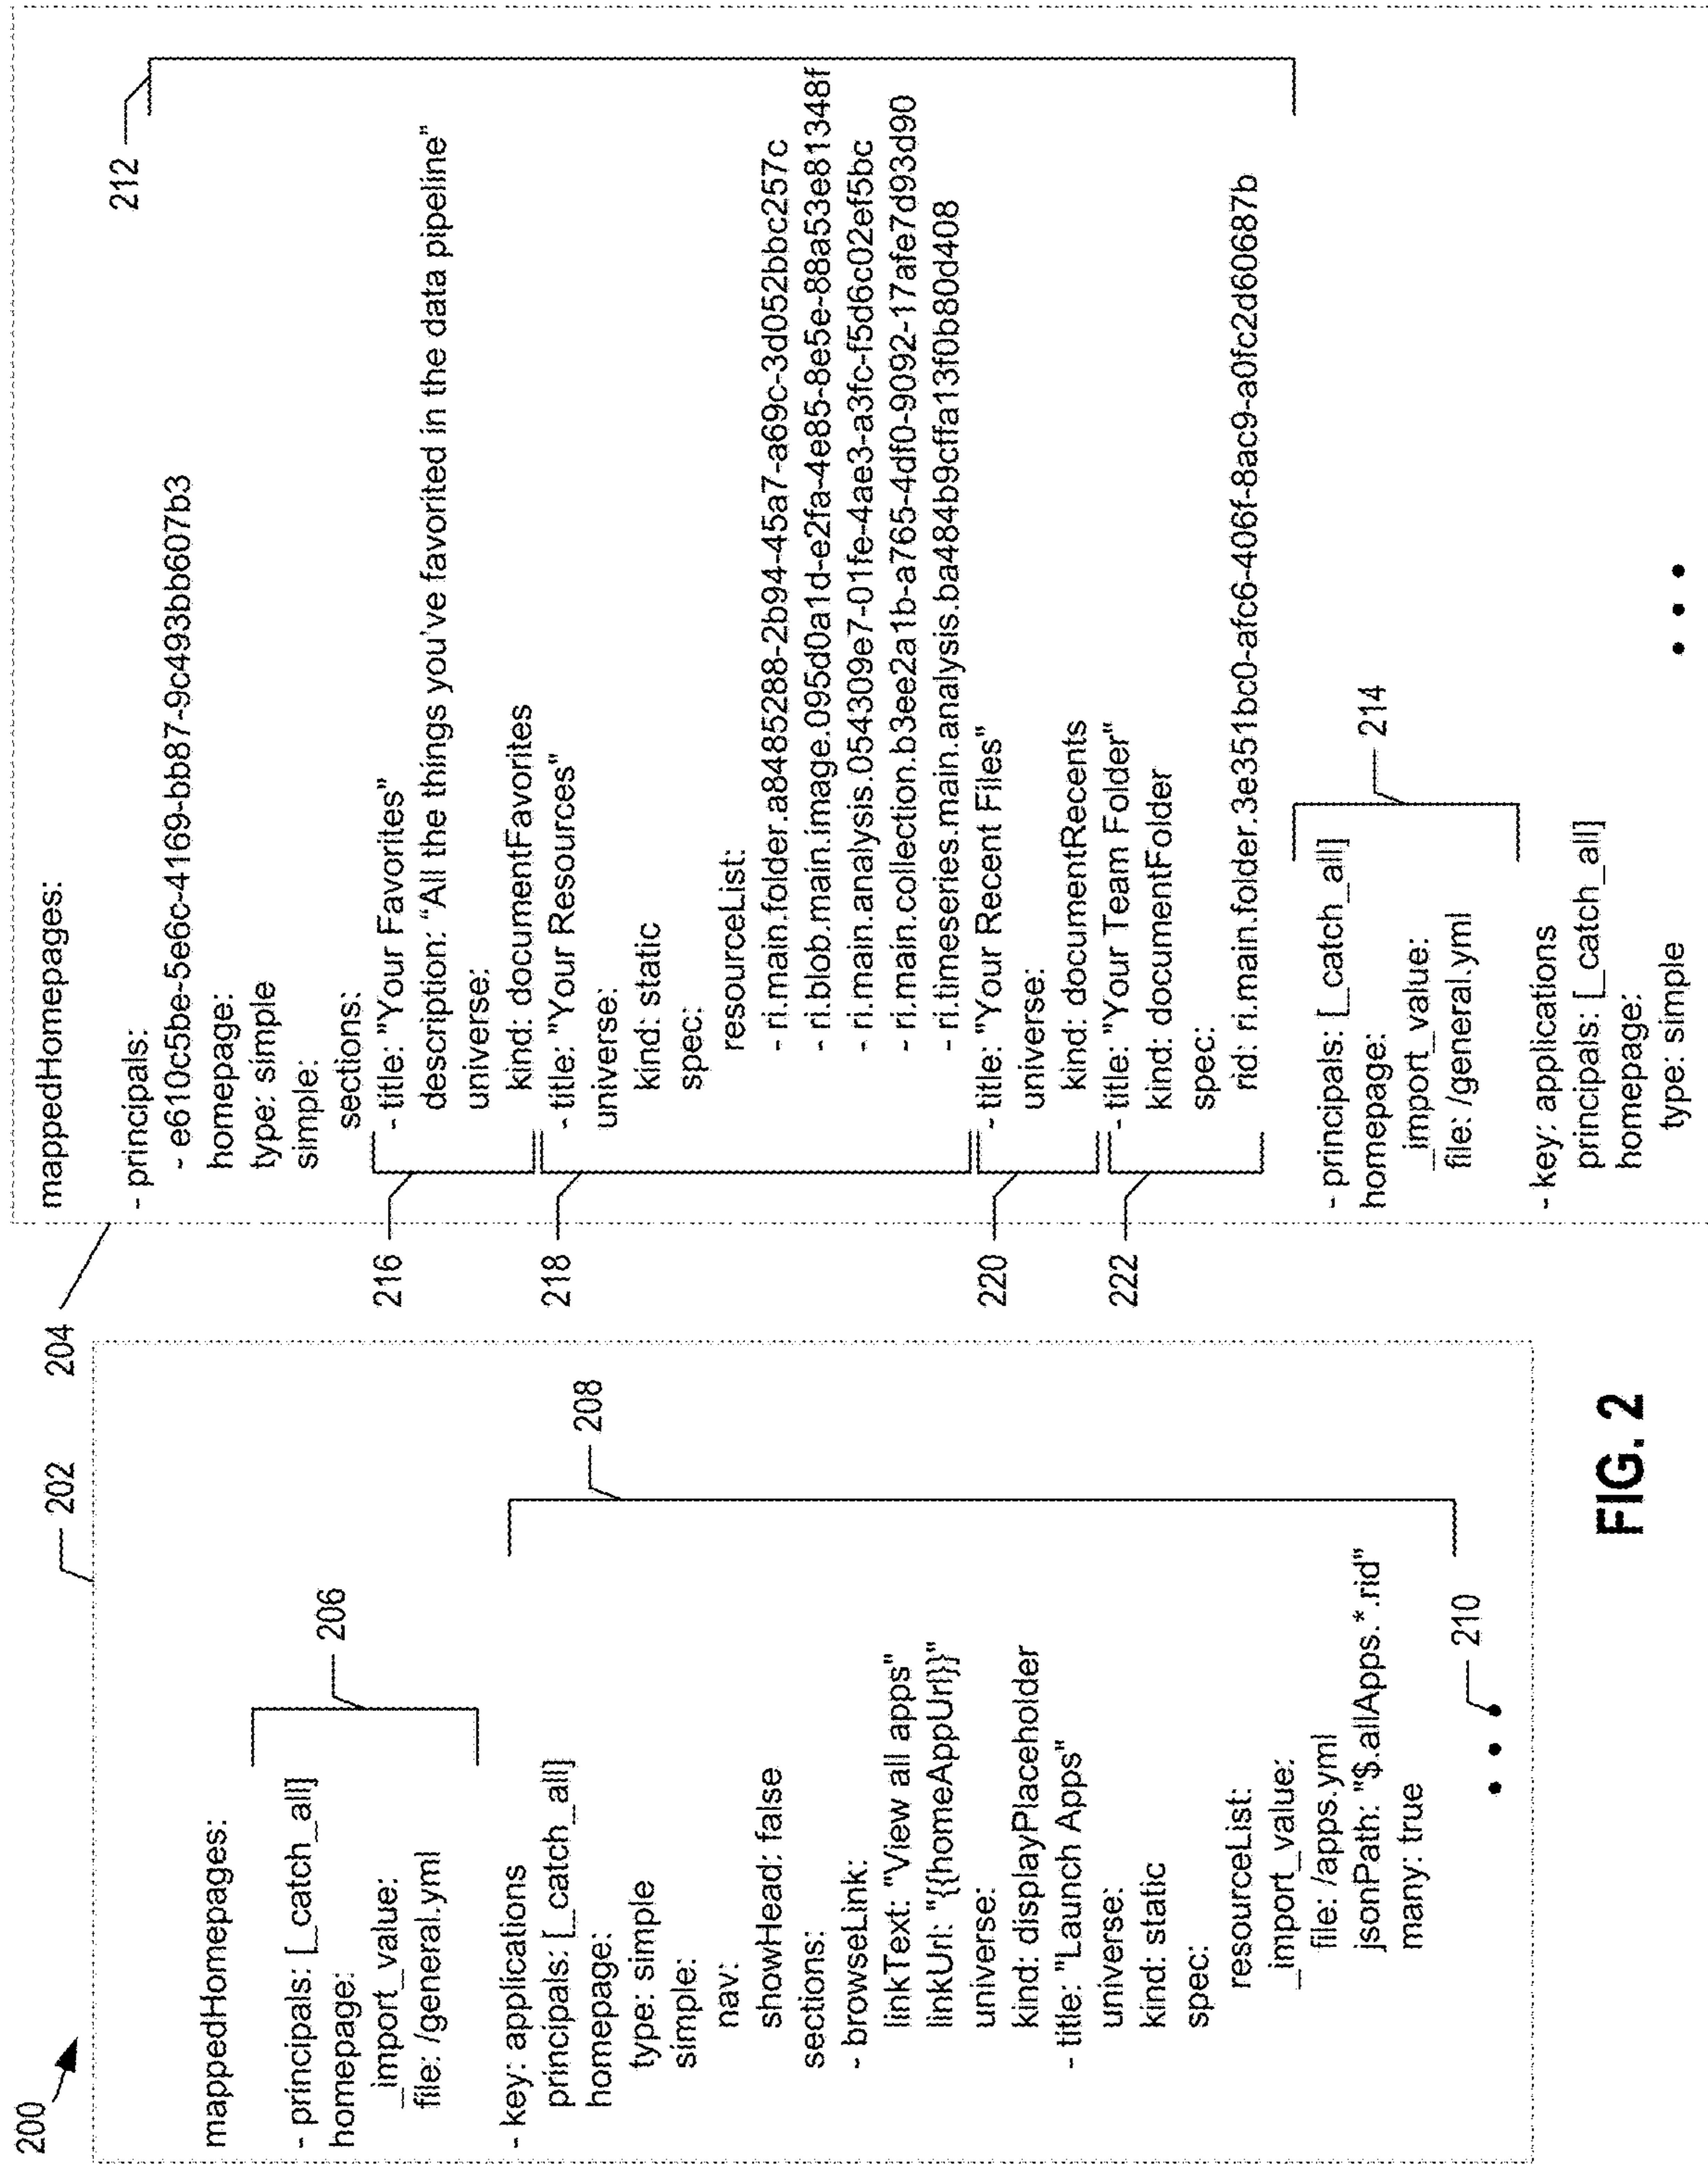 200
202
mappedHomepages:
- principals: [_catch_all]
homepage:
_import_value:
file: /general.yml
206
- key: applications
principals: [_catch_all]
homepage:
type: simple
simple:
nav:
showHead: false
sections:
- browseLink:
linkText: "View all apps"
linkUrl: "{{homeAppUrl}}"
universe:
kind: displayPlaceholder
- title: "Launch Apps"
universe:
kind: static
spec:
resourceList:
_import_value:
file: /apps.yml
jsonPath: "$.allApps.*.rid"
many: true
208
210
204
mappedHomepages:
- principals:
- e610c5be-5e6c-4169-bb87-9c493bb607b3
homepage:
type: simple
simple:
sections:
212
216
- title: "Your Favorites"
description: "All the things you've favorited in the data pipeline"
universe:
kind: documentFavorites
218
- title: "Your Resources"
universe:
kind: static
spec:
resourceList:
- ri.main.folder.a8485288-2b94-45a7-a69c-3d052bbc257c
- ri.blob.main.image.095d0a1d-e2fa-4e85-8e5e-88a53e81348f
- ri.main.analysis.054309e7-01fe-4ae3-a3fc-f5d6c02ef5bc
- ri.main.collection.b3ee2a1b-a765-4df0-9092-17afe7d93d90
- ri.timeseries.main.analysis.ba484b9cffa13f0b80d408
220
- title: "Your Recent Files"
universe:
kind: documentRecents
222
- title: "Your Team Folder"
kind: documentFolder
spec:
rid: ri.main.folder.3e351bc0-afc6-406f-8ac9-a0fc2d60687b
- principals: [_catch_all]
homepage:
_import_value:
file: /general.yml
214
- key: applications
principals: [_catch_all]
homepage:
type: simple
FIG. 2